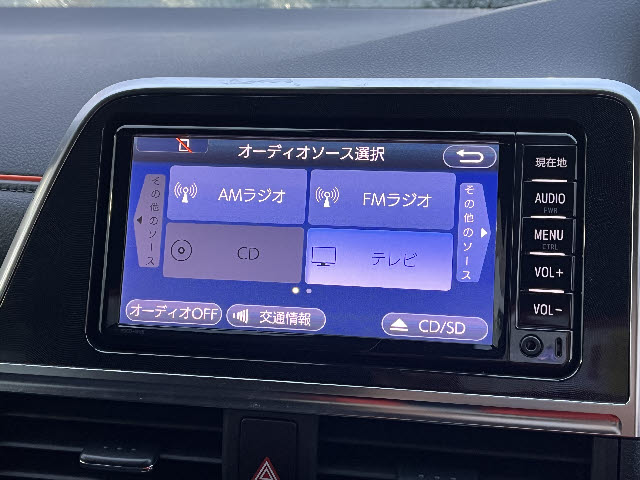 オーディオソース選択
その他のソース
AMラジオ
FMラジオ
その他のソース
CD
テレビ
オーディオOFF
交通情報
CD/SD
現在地
AUDIO
PWR
MENU
CTRL
VOL+
VOL−